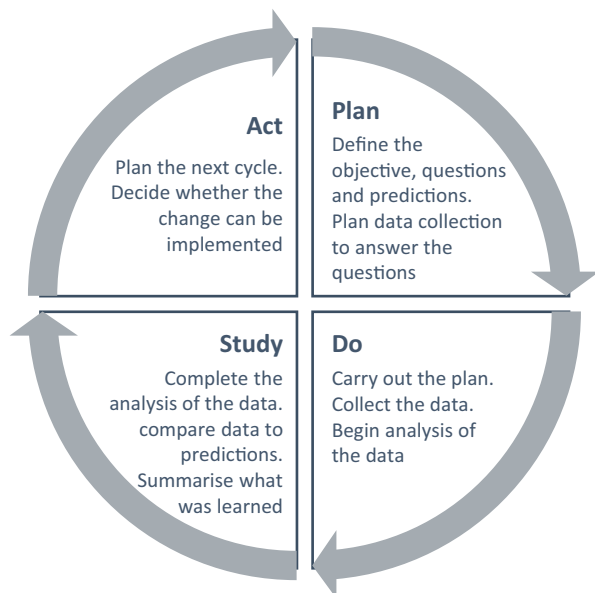 Act
Plan the next cycle.
Decide whether the
change can be
implemented
Plan
Define the
objective, questions
and predictions.
Plan data collection
to answer the
questions
Study
Complete the
analysis of the data.
compare data to
predictions.
Summarise what
was learned
Do
Carry out the plan.
Collect the data.
Begin analysis of
the data